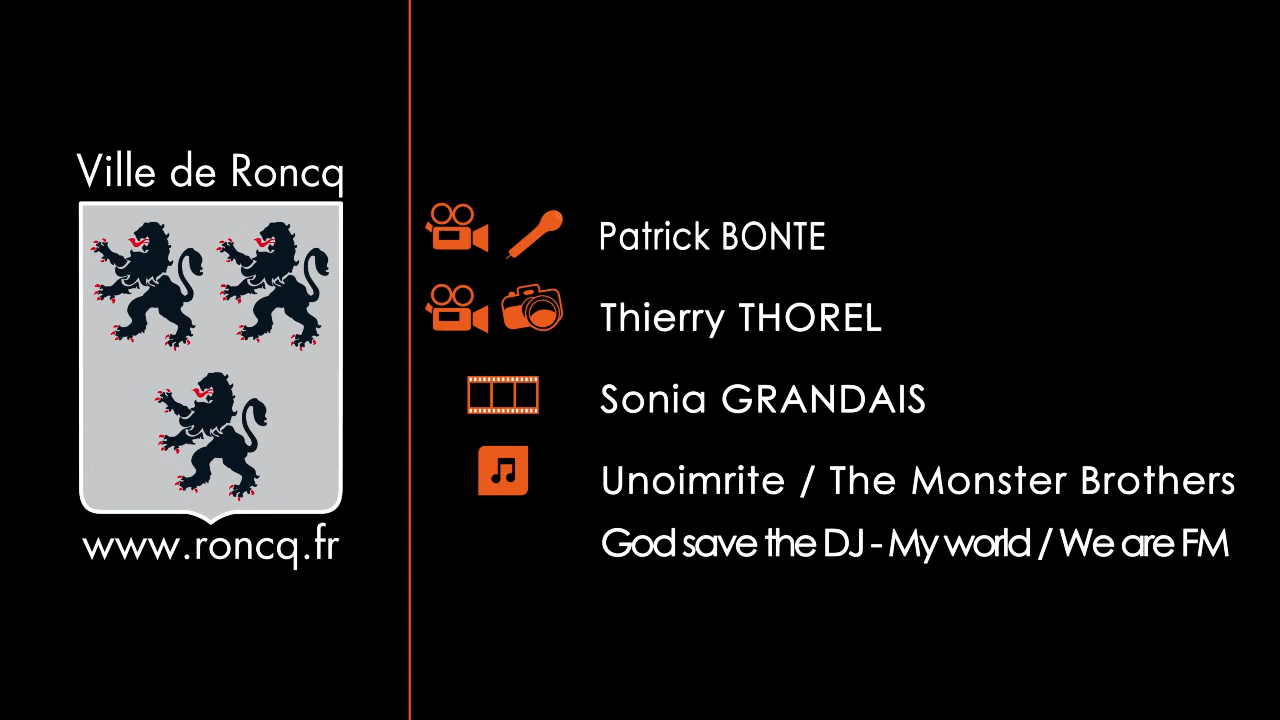 Ville de Roncq
www.roncq.fr
Patrick BONTE
Thierry THOREL
Sonia GRANDAIS
Unoimrite / The Monster Brothers
God save the DJ - My world / We are FM